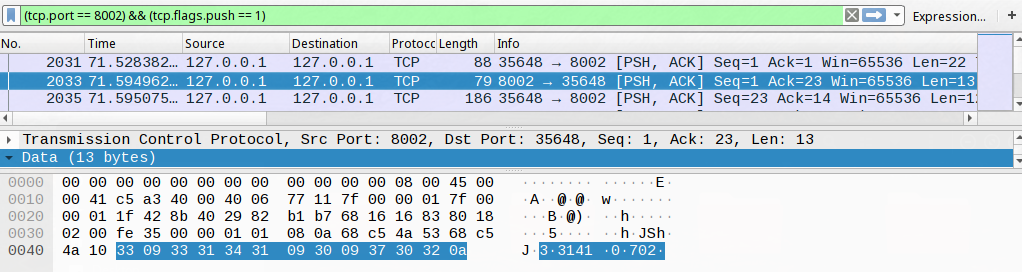 (tcp.port == 8002) && (tcp.flags.push == 1) Expression… +
No. Time Source Destination Protocc Length Info
2031 71.528382… 127.0.0.1 127.0.0.1 TCP 88 35648 → 8002 [PSH, ACK] Seq=1 Ack=1 Win=65536 Len=22
2033 71.594962… 127.0.0.1 127.0.0.1 TCP 79 8002 → 35648 [PSH, ACK] Seq=1 Ack=23 Win=65536 Len=13
2035 71.595075… 127.0.0.1 127.0.0.1 TCP 186 35648 → 8002 [PSH, ACK] Seq=23 Ack=14 Win=65536
Transmission Control Protocol, Src Port: 8002, Dst Port: 35648, Seq: 1, Ack: 23, Len: 13
Data (13 bytes)
0000 00 00 00 00 00 00 00 00 00 00 00 00 08 00 45 00 ········ ······E·
0010 00 41 c5 a3 40 00 40 06 77 11 7f 00 00 01 7f 00 ·A··@·@· w·······
0020 00 01 1f 42 8b 40 29 82 b1 b7 68 16 16 83 80 18 ···B·@)· ··h·····
0030 02 00 fe 35 00 00 01 01 08 0a 68 c5 4a 53 68 c5 ···5···· ··h·JSh·
0040 4a 10 33 09 33 31 34 31 09 30 09 37 30 32 0a J·3·3141 ·0·702·